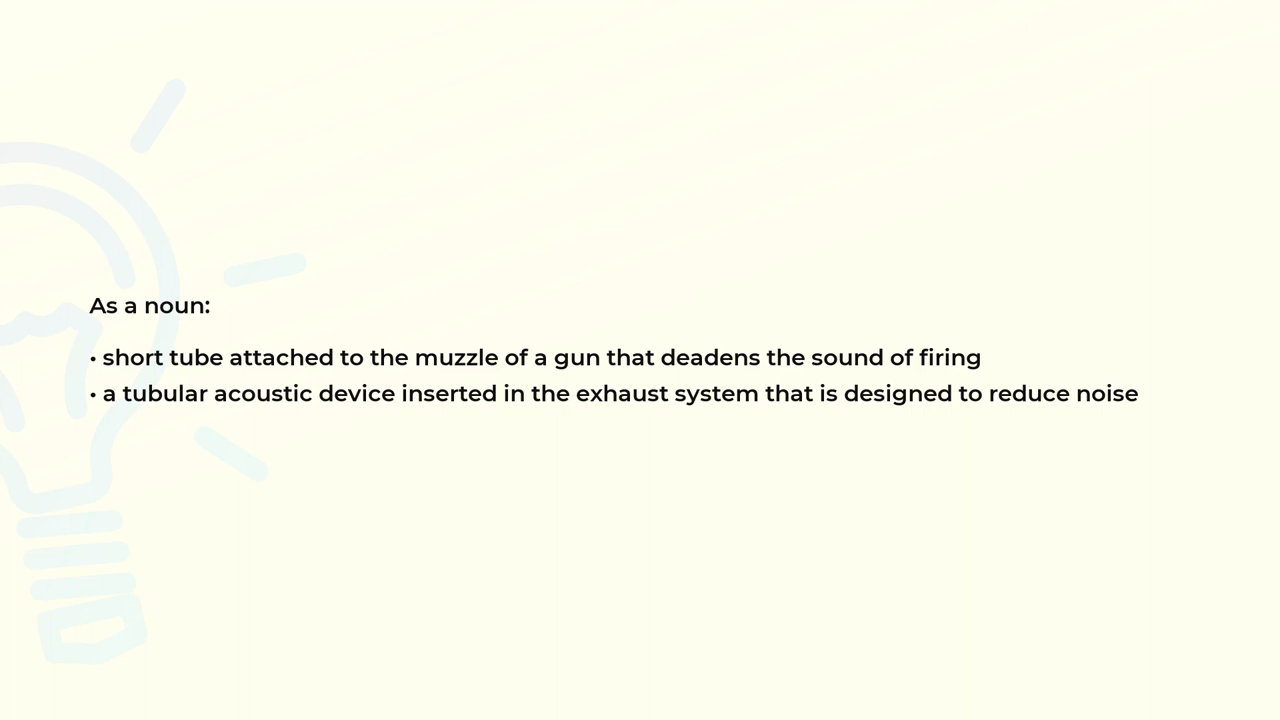 As a noun:
• short tube attached to the muzzle of a gun that deadens the sound of firing
• a tubular acoustic device inserted in the exhaust system that is designed to reduce noise